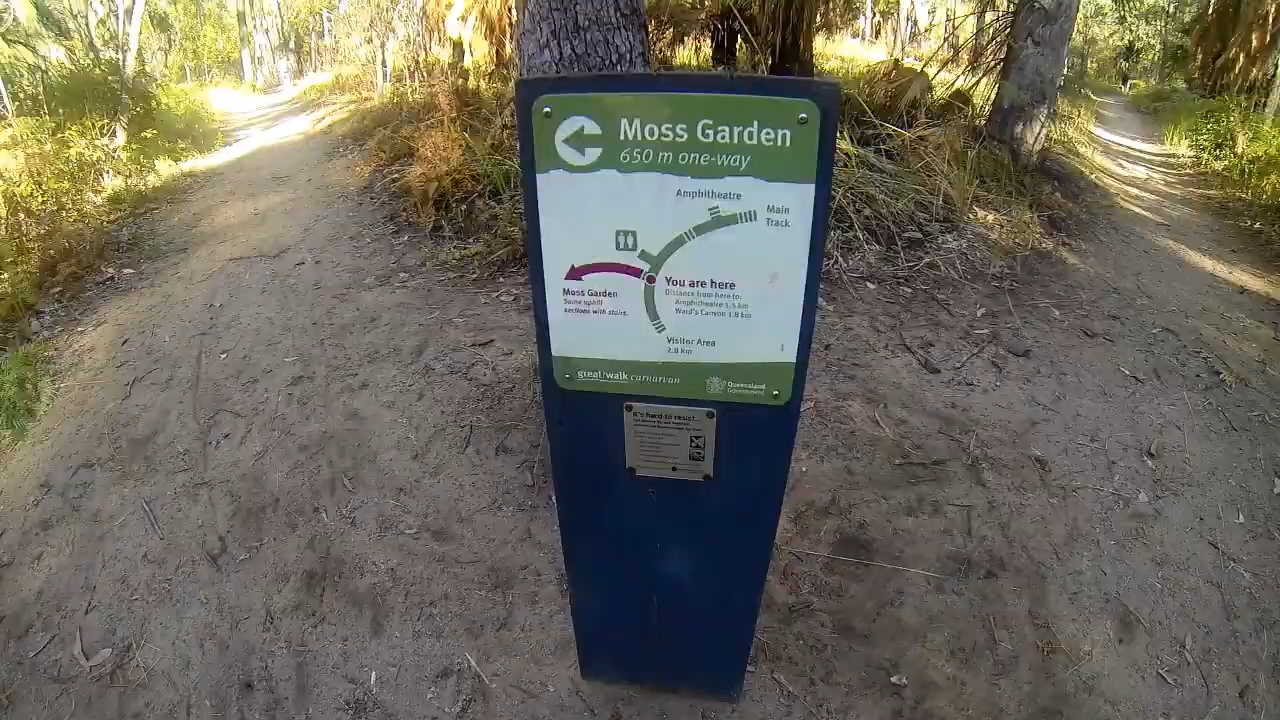 Moss Garden
650 m one-way
Amphitheatre
Main
Track
You are here
Distance from here to:
Amphitheatre 1.5 km
Ward's Canyon 1.8 km
Moss Garden
Some uphill
sections with stairs.
Visitor Area
2.8 km
great walk carnarvon
Queensland
Government
It's hard to resist...